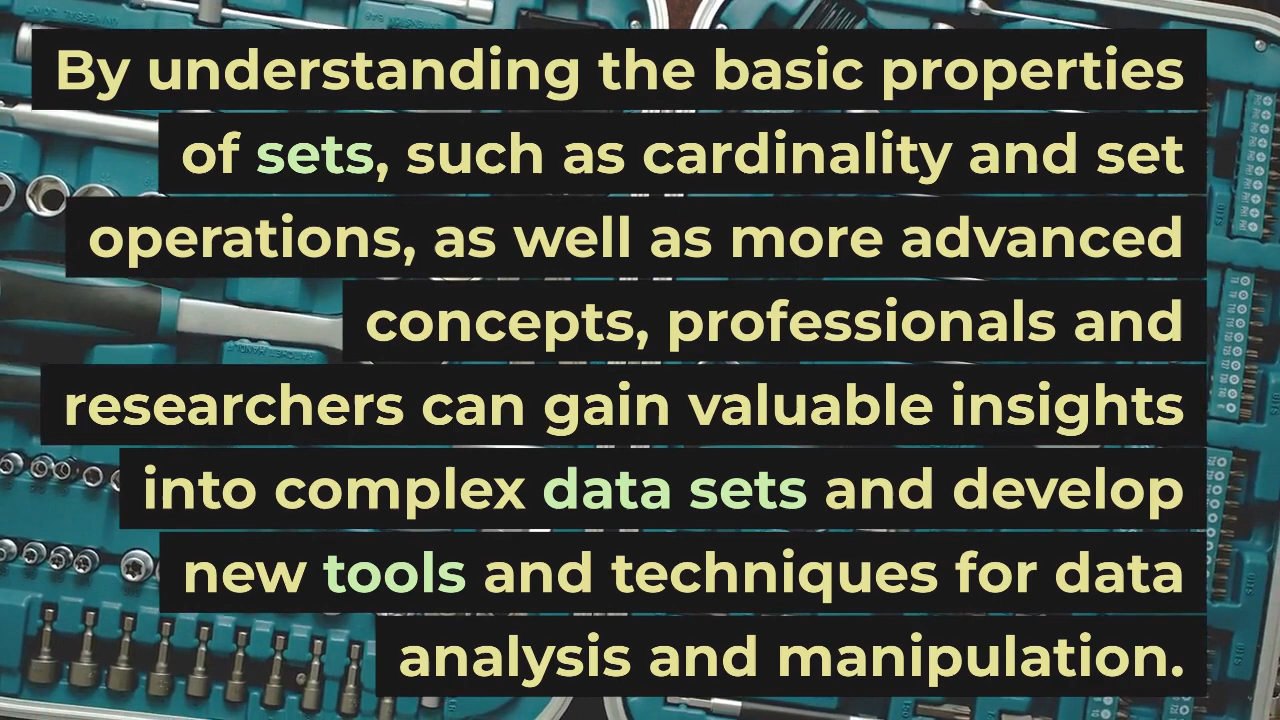 By understanding the basic properties
of sets, such as cardinality and set
operations, as well as more advanced
concepts, professionals and
researchers can gain valuable insights
into complex data sets and develop
new tools and techniques for data
analysis and manipulation.